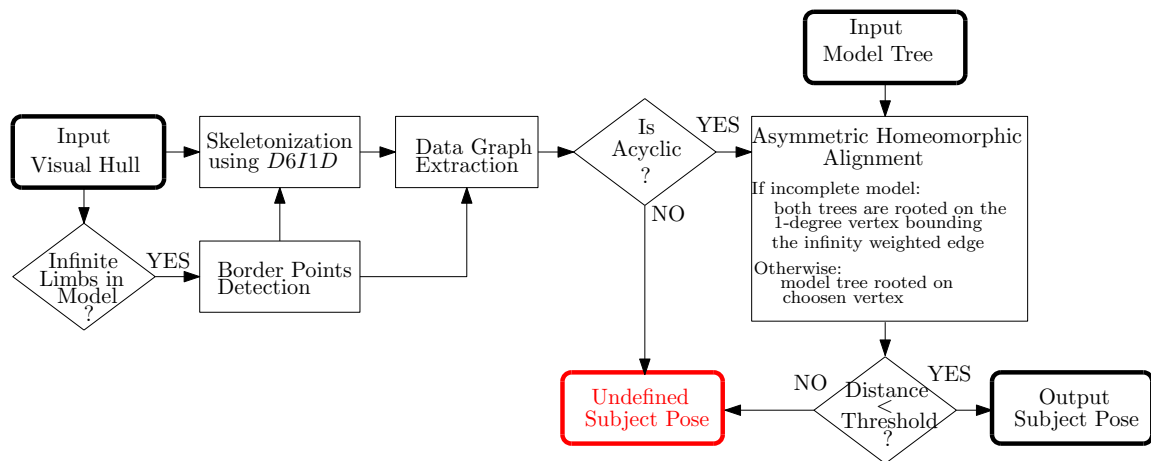 Input
Model Tree
Input
Visual Hull
Skeletonization
using D6I1D
Data Graph
Extraction
Is
Acyclic
?
YES
NO
Asymmetric Homeomorphic
Alignment
If incomplete model:
both trees are rooted on the
1-degree vertex bounding
the infinity weighted edge
Otherwise:
model tree rooted on
choosen vertex
Infinite
Limbs in
Model
?
YES
Border Points
Detection
Undefined
Subject Pose
NO
Distance
<
Threshold
?
YES
Output
Subject Pose